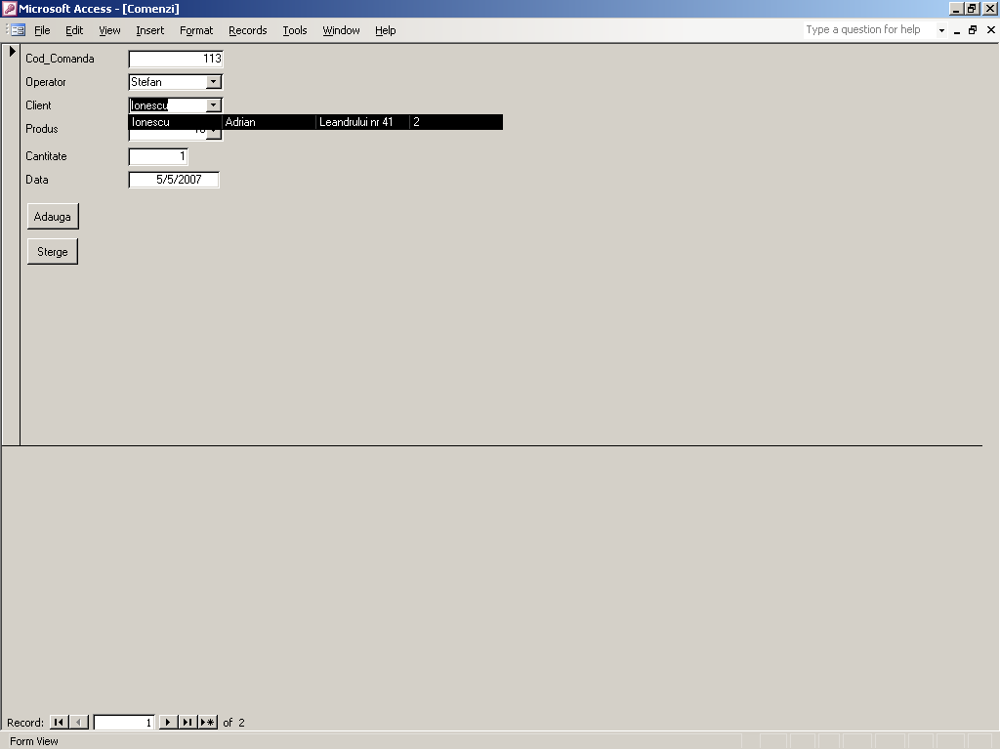 Microsoft Access - [Comenzi]
File Edit View Insert Format Records Tools Window Help Type a question for help
Cod_Comanda 113
Operator Stefan
Client Ionescu
Ionescu Adrian Leandrului nr 41 2
Produs
Cantitate 1
Data 5/5/2007
Adauga
Sterge
Record: 1 of 2
Form View